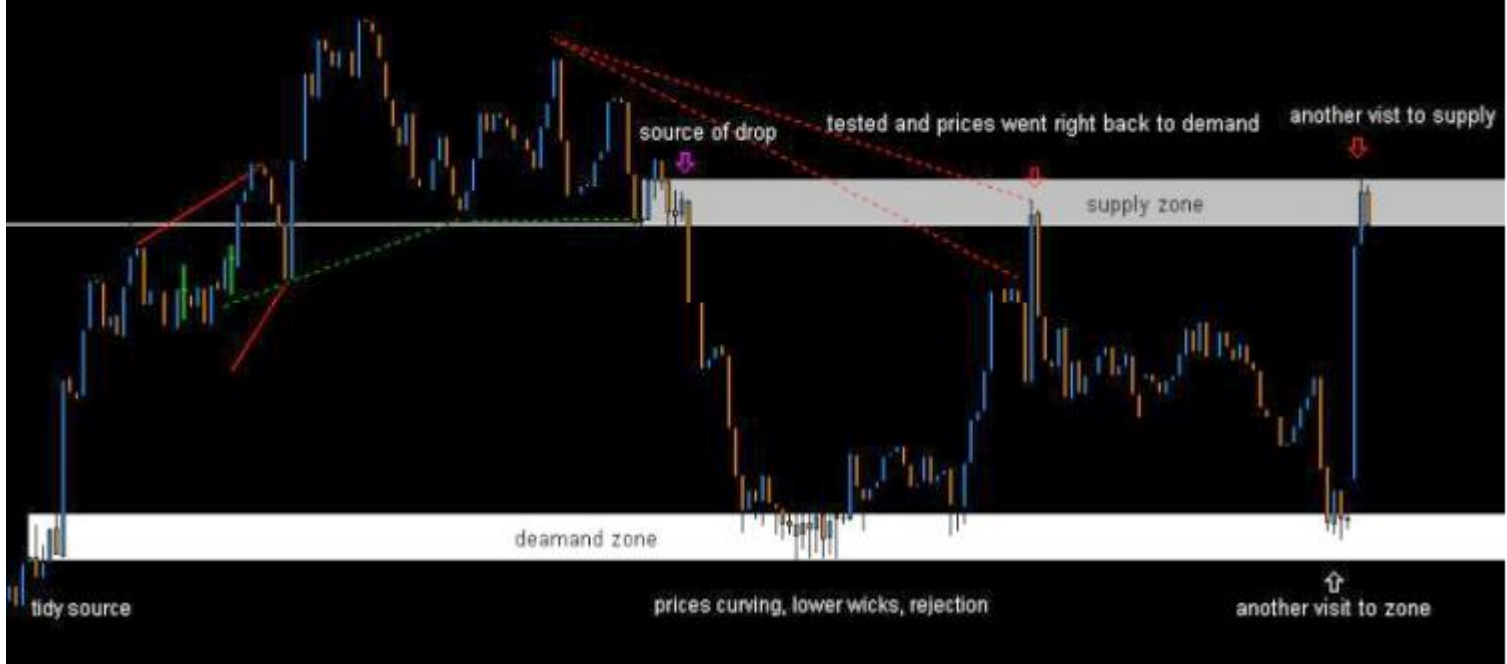 another vist to supply
tested and prices went right back to demand
source of drop
supply zone
deamand zone
tidy source
prices curving, lower wicks, rejection
another visit to zone